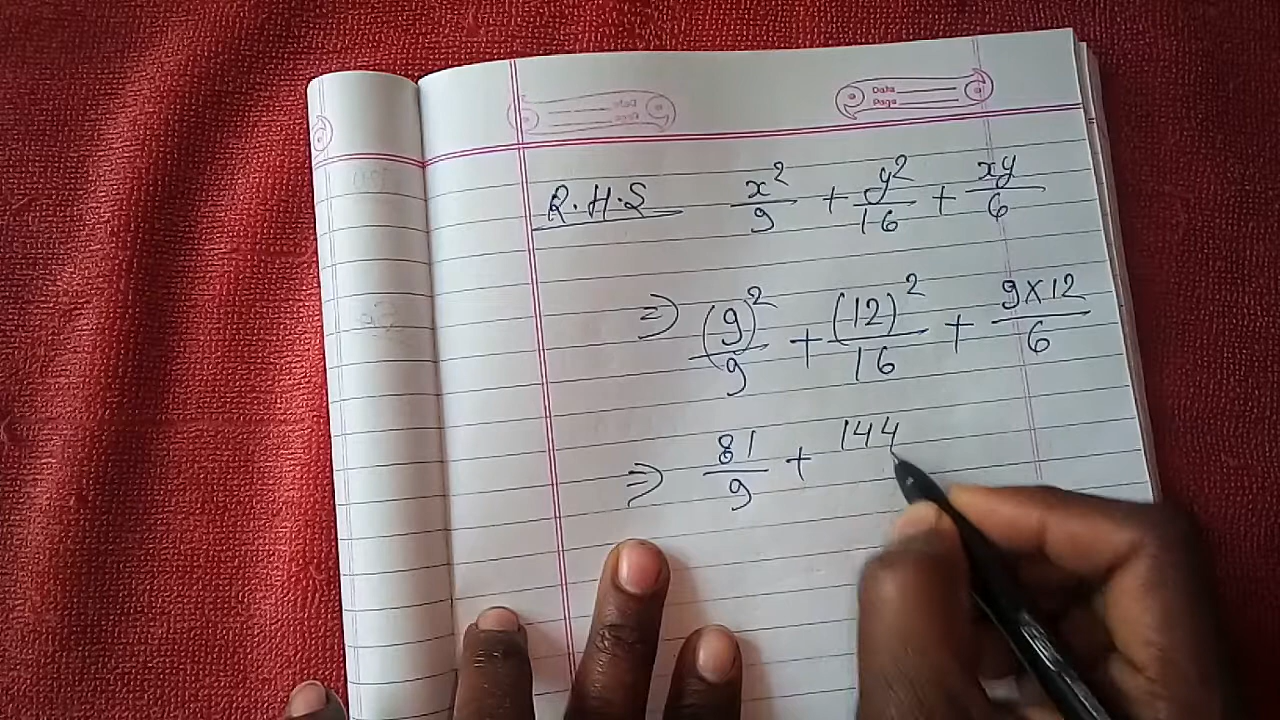 Data
Page
R.H.S x²/9 + y²/16 + xy/6
⇒ (9)²/9 + (12)²/16 + 9×12/6
⇒ 81/9 + 144